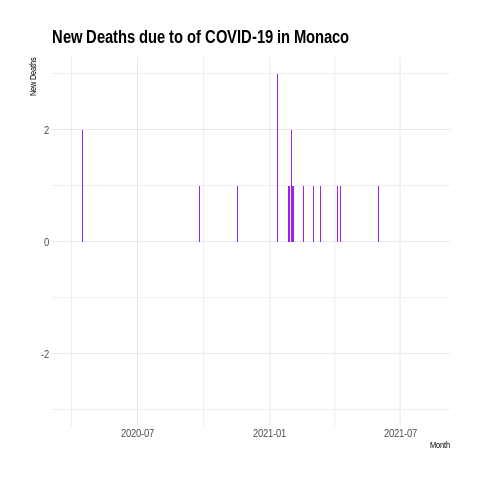 New Deaths due to of COVID-19 in Monaco
New Deaths
2
0
-2
2020-07
2021-01
2021-07
Month